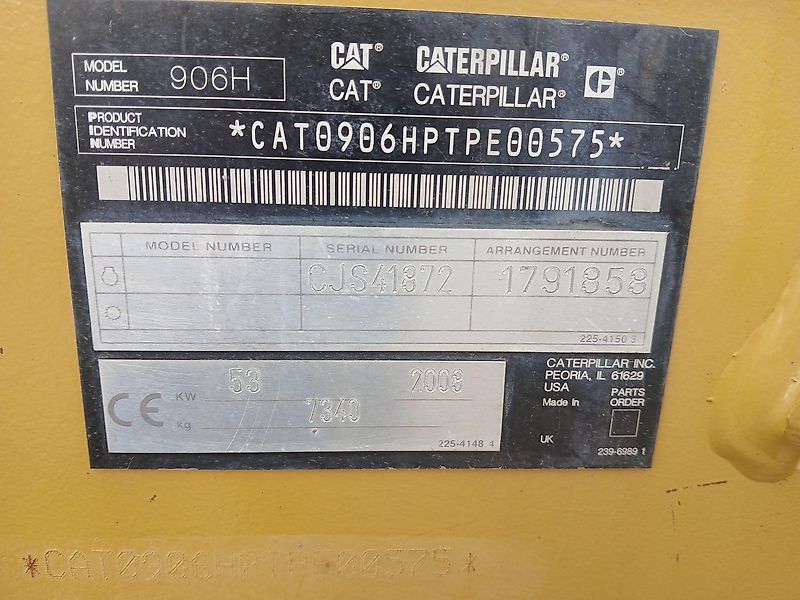 MODEL NUMBER 906H
CAT® CATERPILLAR® C®
CAT® CATERPILLAR®
PRODUCT IDENTIFICATION NUMBER *CAT0906HPTPE00575*
MODEL NUMBER SERIAL NUMBER ARRANGEMENT NUMBER
CJS41872 1791858
225-4150 3
CE KW 53 2008
kg 7340
225-4148 4
CATERPILLAR INC.
PEORIA, IL 61629
USA
Made In
UK
PARTS
ORDER
239-6989 1
*CAT0906HPTPE00575*